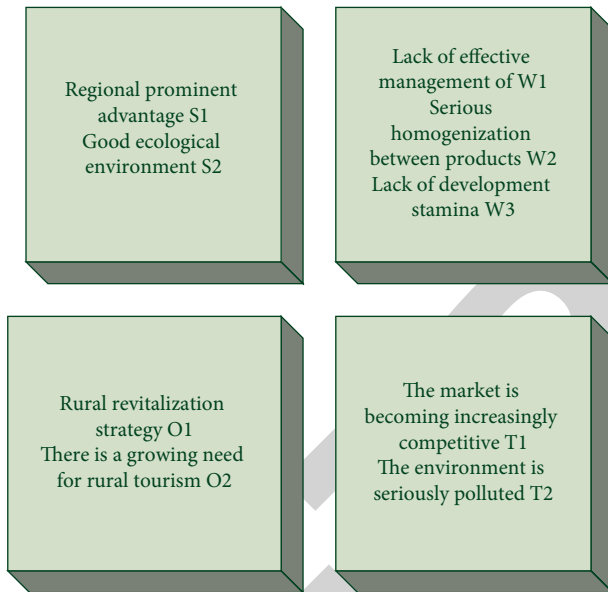 Regional prominent
advantage S1
Good ecological
environment S2
Lack of effective
management of W1
Serious
homogenization
between products W2
Lack of development
stamina W3
Rural revitalization
strategy O1
There is a growing need
for rural tourism O2
The market is
becoming increasingly
competitive T1
The environment is
seriously polluted T2